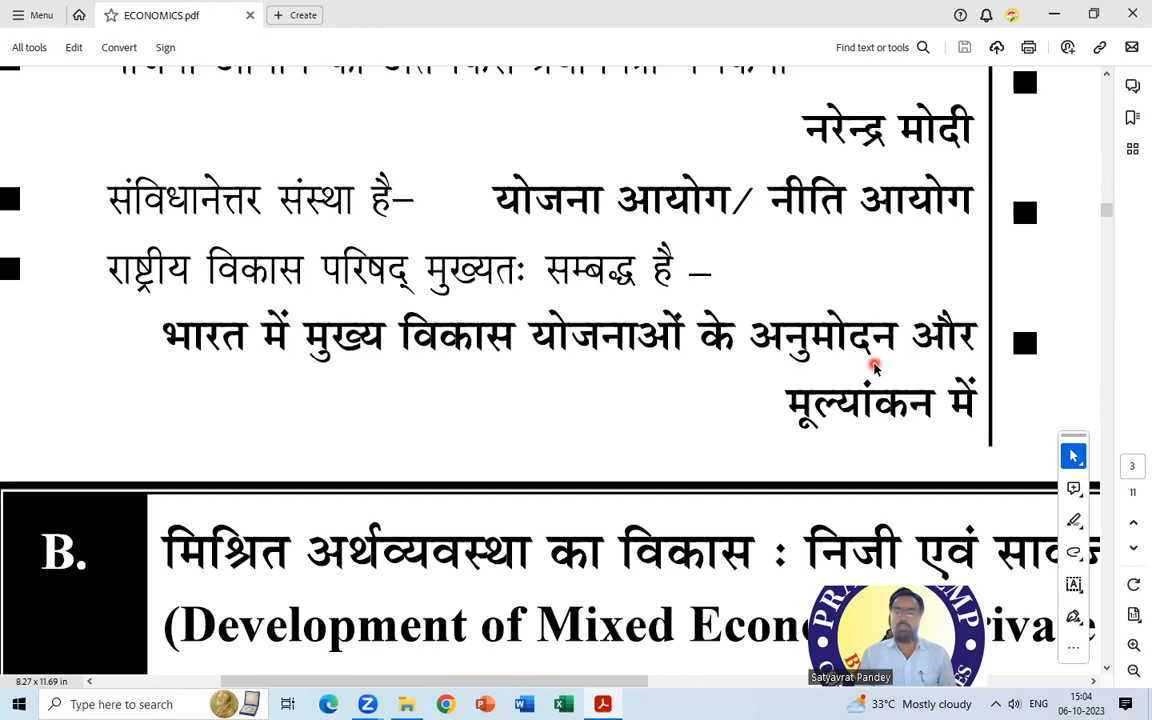 Menu
ECONOMICS.pdf
Create
All tools
Edit
Convert
Sign
Find text or tools
नरेन्द्र मोदी
संविधानेत्तर संस्था है– योजना आयोग/ नीति आयोग
राष्ट्रीय विकास परिषद् मुख्यतः सम्बद्ध है –
भारत में मुख्य विकास योजनाओं के अनुमोदन और
मूल्यांकन में
B.
मिश्रित अर्थव्यवस्था का विकास : निजी एवं
(Development of Mixed
Satyavrat Pandey
3
11
8.27 x 11.69 in
Type here to search
33°C Mostly cloudy
ENG
15:04
06-10-2023